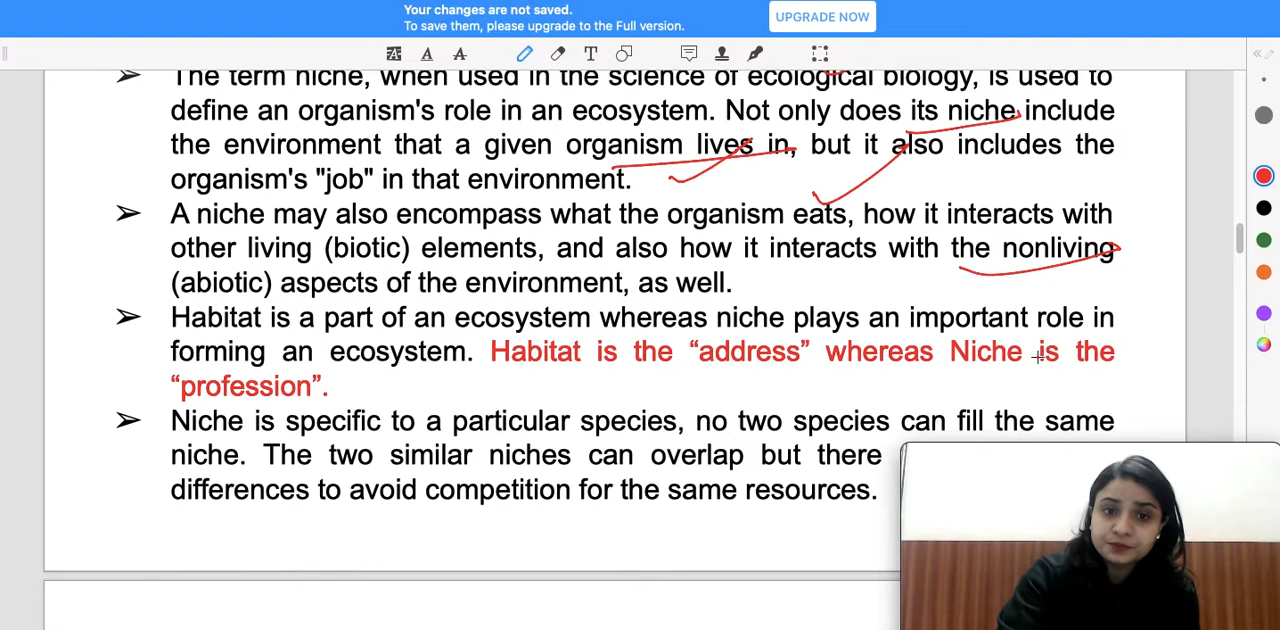 Your changes are not saved.
To save them, please upgrade to the Full version.
UPGRADE NOW
The term niche, when used in the science of ecological biology, is used to
define an organism's role in an ecosystem. Not only does its niche include
the environment that a given organism lives in, but it also includes the
organism's "job" in that environment.
A niche may also encompass what the organism eats, how it interacts with
other living (biotic) elements, and also how it interacts with the nonliving
(abiotic) aspects of the environment, as well.
Habitat is a part of an ecosystem whereas niche plays an important role in
forming an ecosystem. Habitat is the “address” whereas Niche is the
“profession”.
Niche is specific to a particular species, no two species can fill the same
niche. The two similar niches can overlap but there
differences to avoid competition for the same resources.